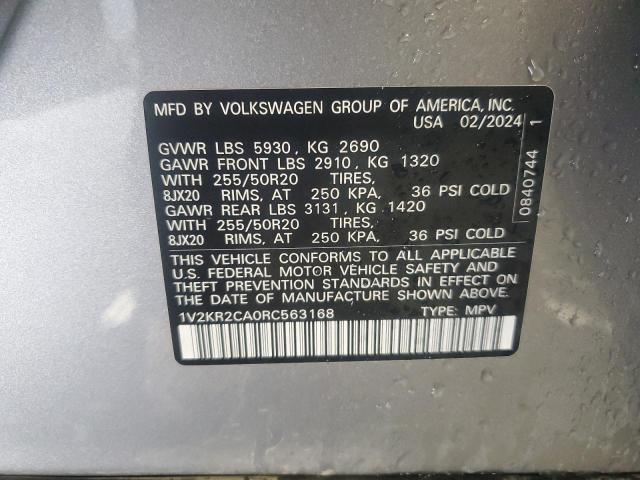 MFD BY VOLKSWAGEN GROUP OF AMERICA, INC.
USA 02/2024
GVWR LBS 5930, KG 2690
GAWR FRONT LBS 2910, KG 1320
WITH 255/50R20 TIRES,
8JX20 RIMS, AT 250 KPA, 36 PSI COLD
GAWR REAR LBS 3131, KG 1420
WITH 255/50R20 TIRES,
8JX20 RIMS, AT 250 KPA, 36 PSI COLD
THIS VEHICLE CONFORMS TO ALL APPLICABLE
U.S. FEDERAL MOTOR VEHICLE SAFETY AND
THEFT PREVENTION STANDARDS IN EFFECT ON
THE DATE OF MANUFACTURE SHOWN ABOVE.
1V2KR2CA0RC563168 TYPE: MPV
0840744 1